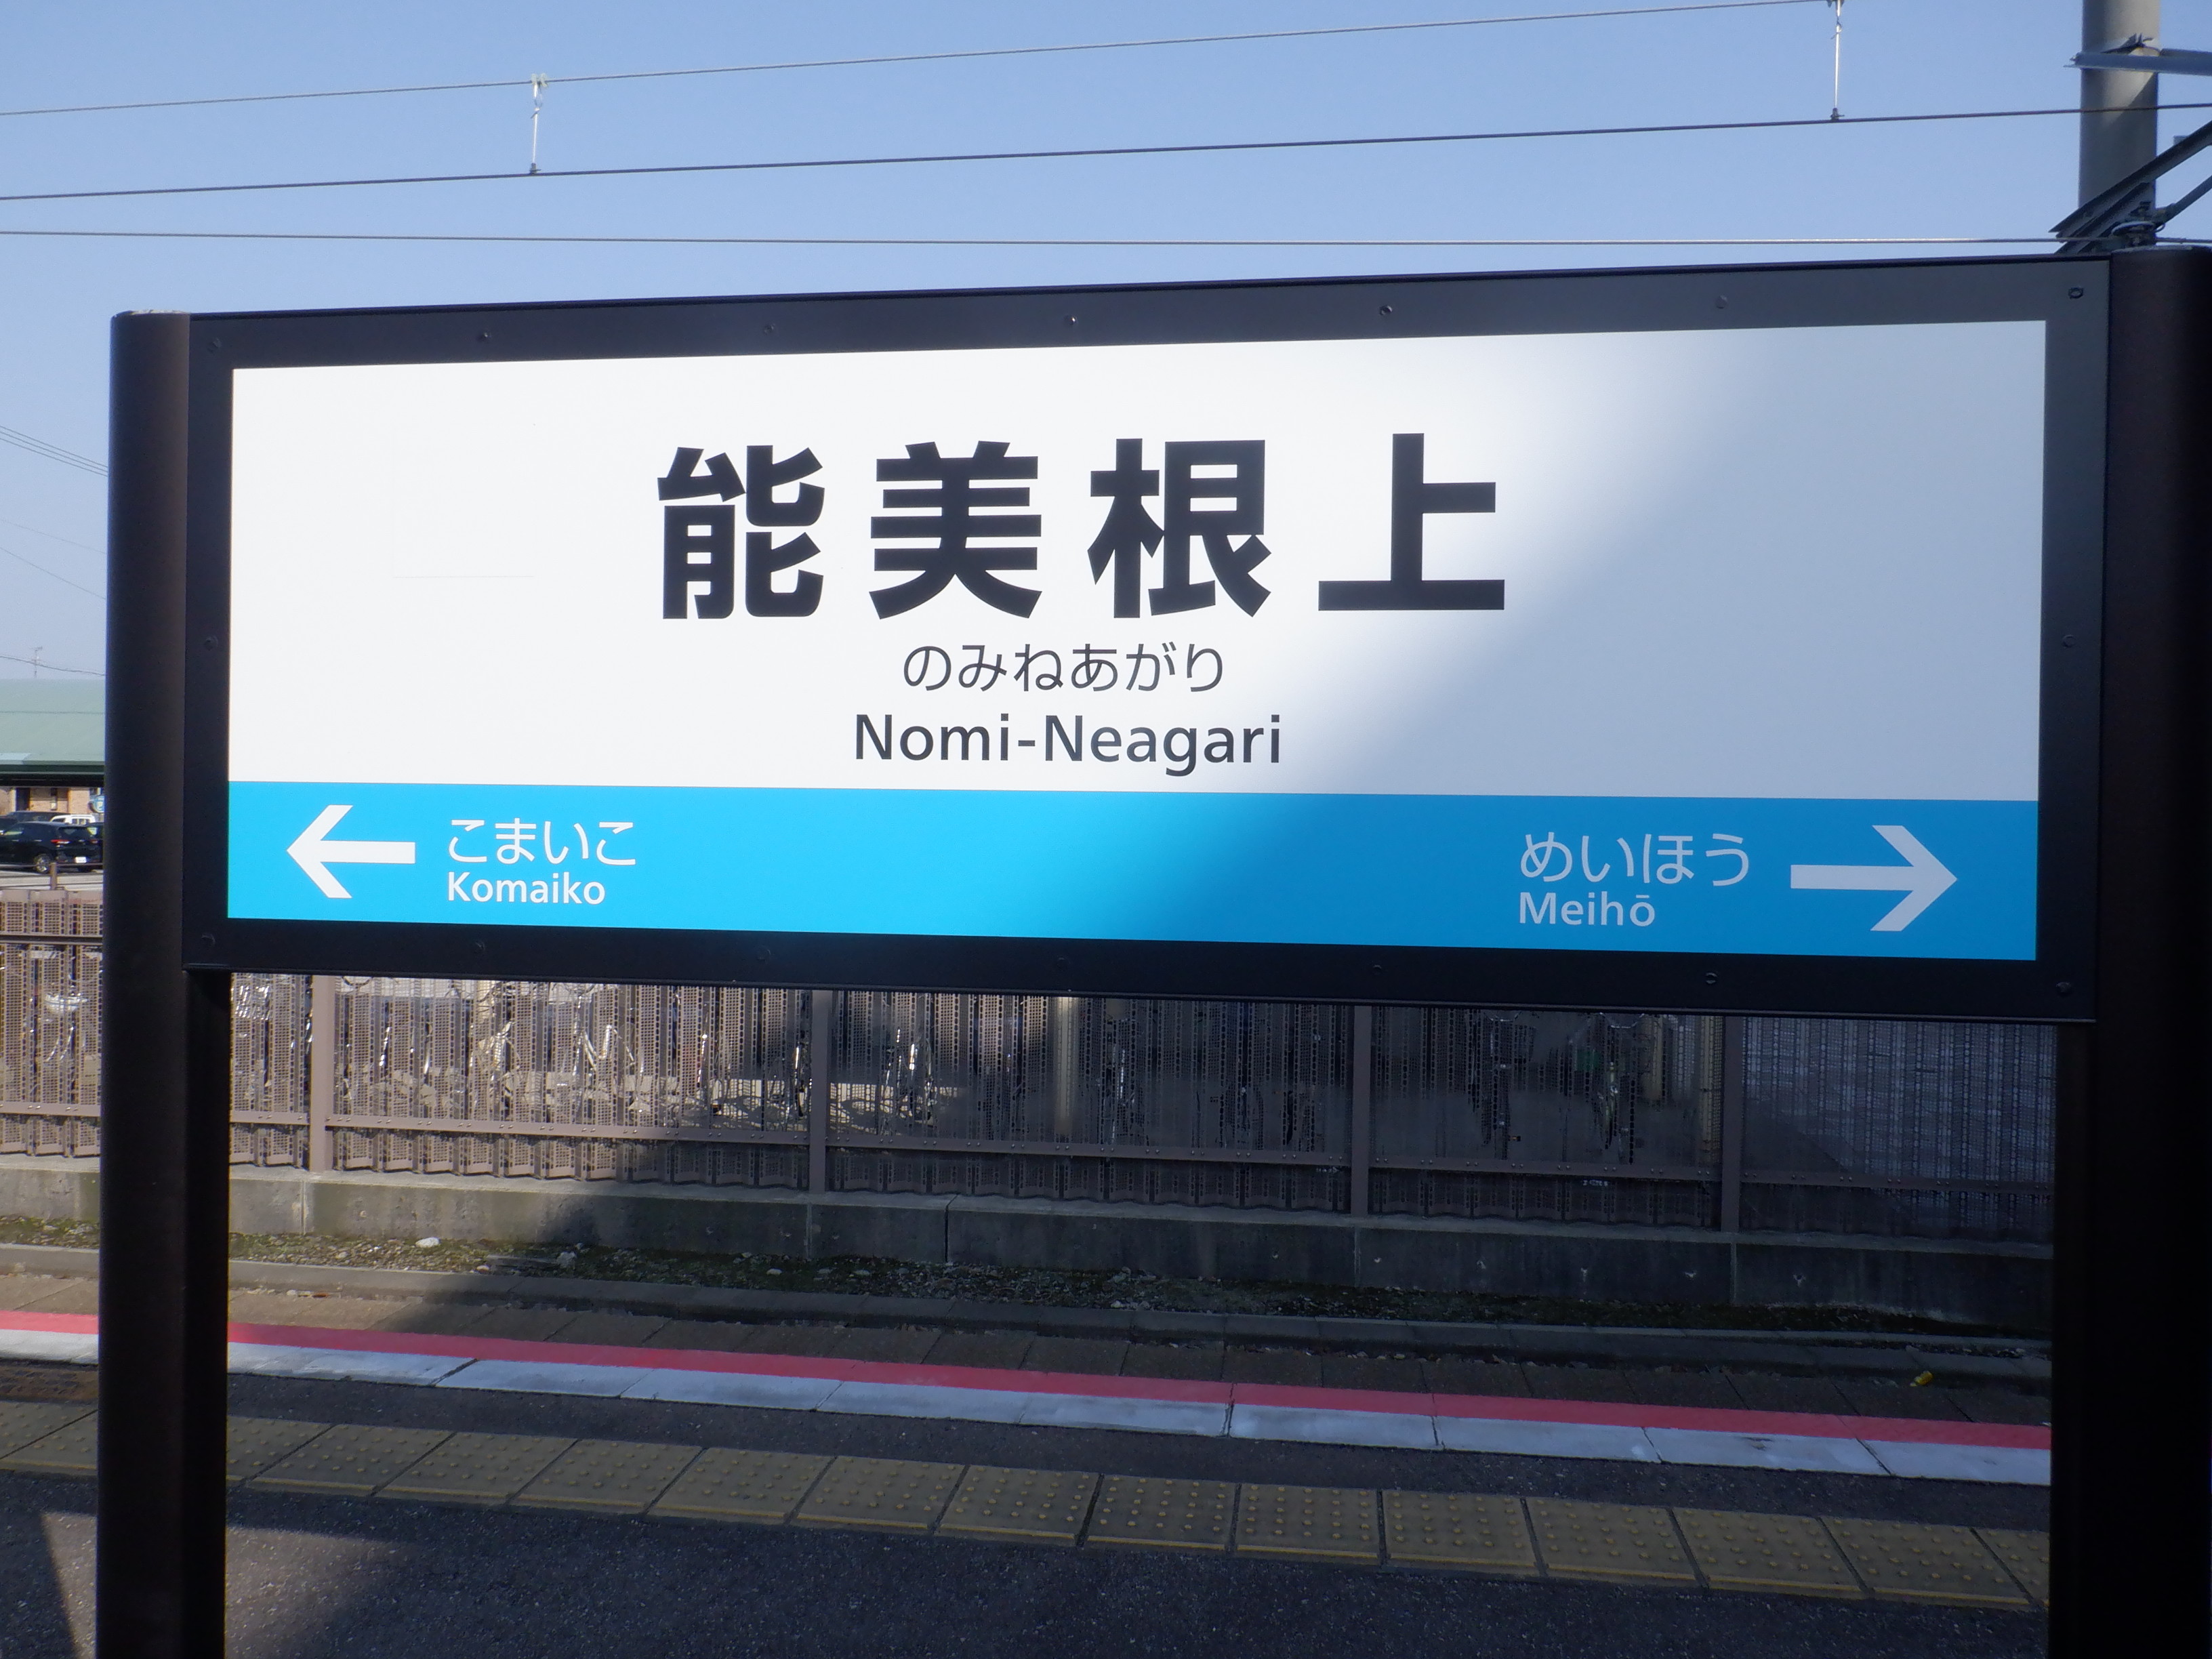 能美根上
のみねあがり
Nomi-Neagari
こまいこ
Komaiko
めいほう
Meihō